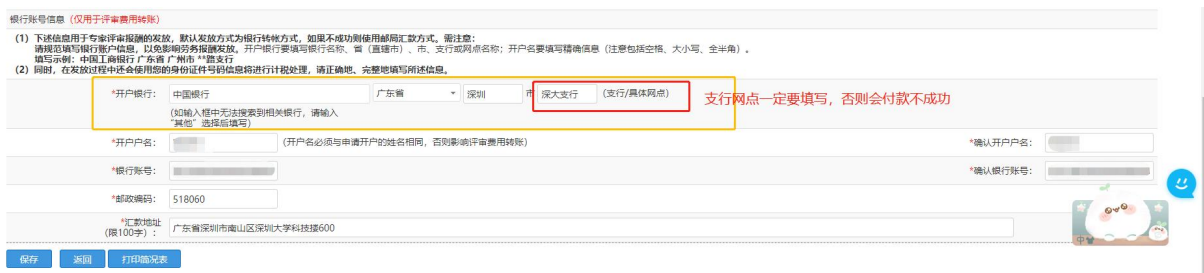 银行账号信息 (仅用于评审费用转账)
(1) 下述信息用于专家评审报酬的发放，默认发放方式为银行转帐方式，如果不成功则使用邮局汇款方式。需注意：
请规范填写银行账户信息，以免影响劳务报酬发放。开户银行要填写银行名称、省（直辖市）、市、支行或网点名称；开户名要填写精确信息（注意包括空格、大小写、全半角）。
填写示例：中国工商银行 广东省 广州市 **路支行
(2) 同时，在发放过程中还会使用您的身份证件号码信息将进行计税处理，请正确地、完整地填写所述信息。
*开户银行： 中国银行 广东省 深圳 市 深大支行 (支行/具体网点) 支行网点一定要填写，否则会付款不成功
(如输入框中无法搜索到相关银行，请输入
“其他” 选择后填写)
*开户户名： (开户名必须与申请开户的姓名相同，否则影响评审费用转账) *确认开户户名：
*银行账号： *确认银行账号：
*邮政编码： 518060
*汇款地址
(限100字)： 广东省深圳市南山区深圳大学科技楼600
中
保存 返回 打印简况表